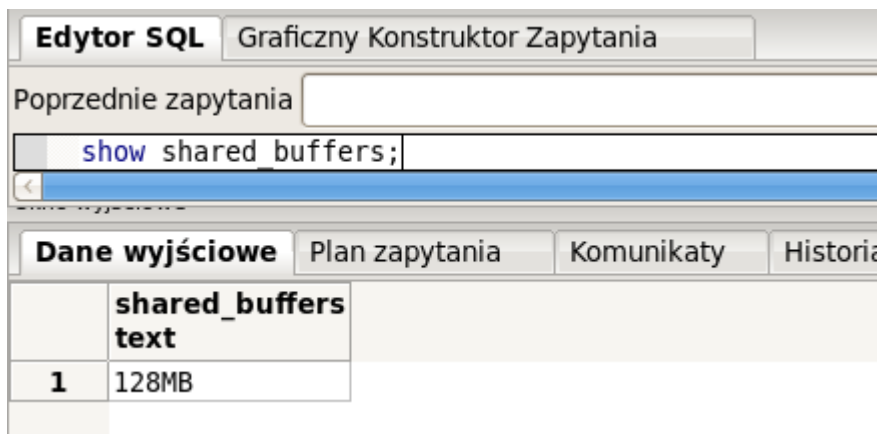 Edytor SQL Graficzny Konstruktor Zapytania
Poprzednie zapytania
show shared_buffers;
Dane wyjściowe Plan zapytania Komunikaty Historia
shared_buffers
text
1 128MB